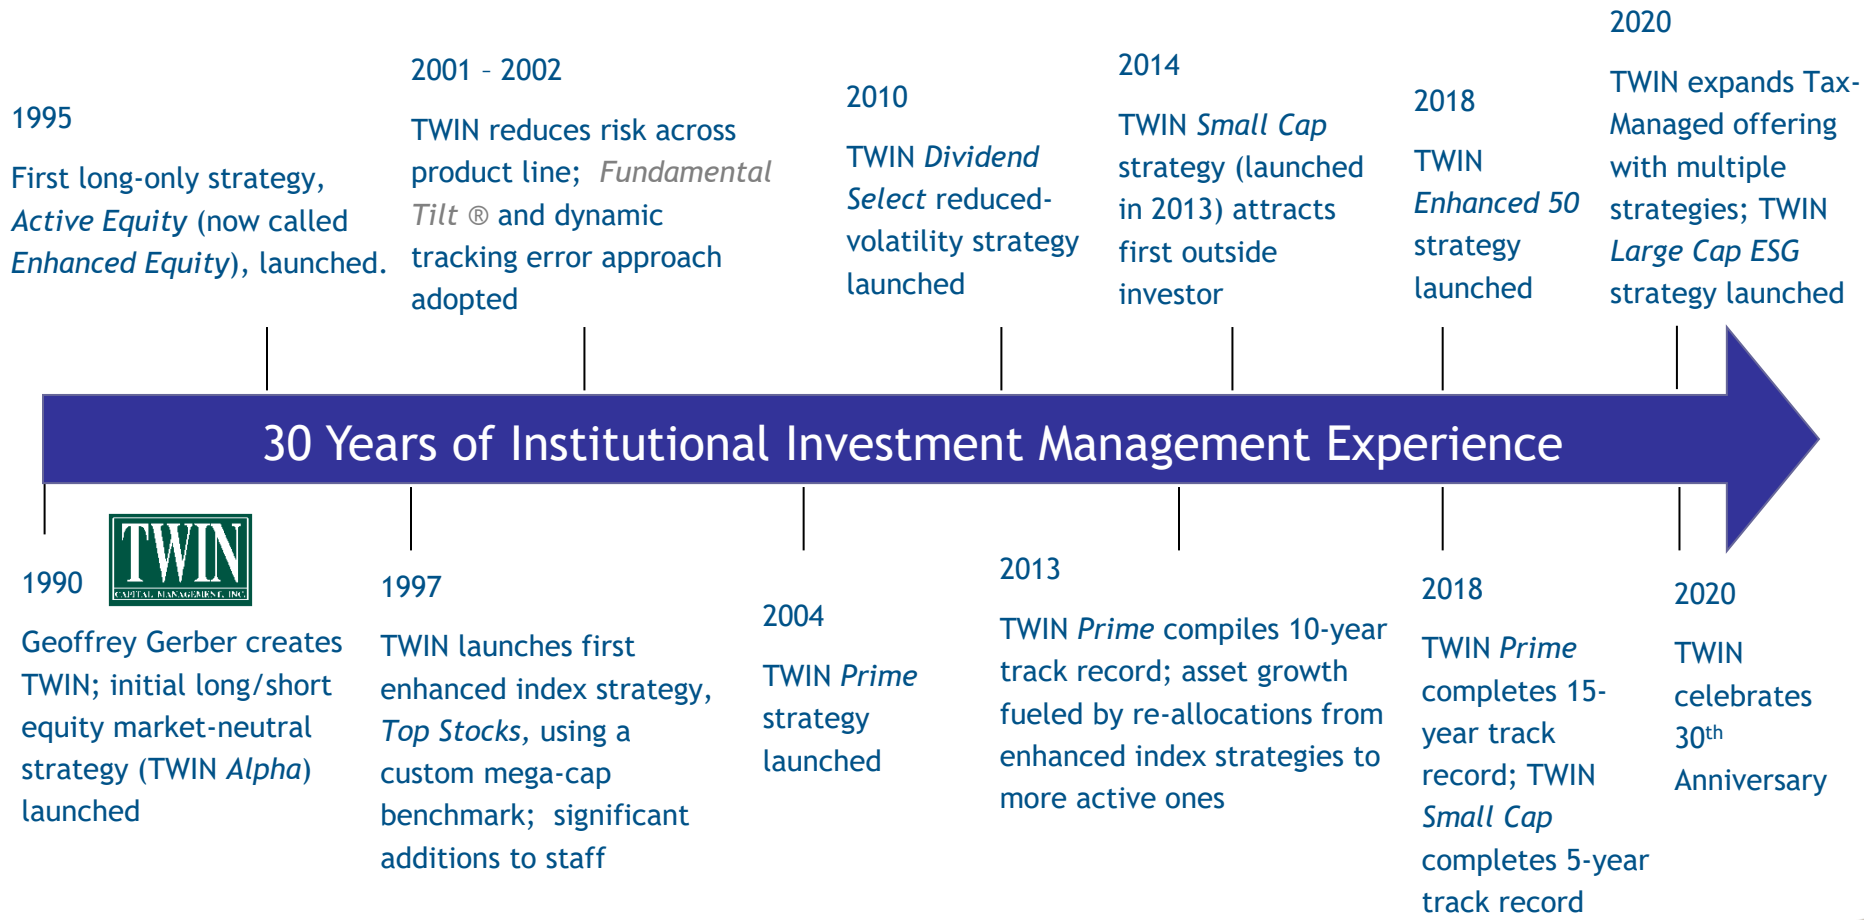 1995
First long-only strategy,
Active Equity (now called
Enhanced Equity), launched.
2001 – 2002
TWIN reduces risk across
product line; Fundamental
Tilt ® and dynamic
tracking error approach
adopted
2010
TWIN Dividend
Select reduced-
volatility strategy
launched
2014
TWIN Small Cap
strategy (launched
in 2013) attracts
first outside
investor
2018
TWIN
Enhanced 50
strategy
launched
2020
TWIN expands Tax-
Managed offering
with multiple
strategies; TWIN
Large Cap ESG
strategy launched
30 Years of Institutional Investment Management Experience
1990
TWIN
CAPITAL MANAGEMENT, INC.
Geoffrey Gerber creates
TWIN; initial long/short
equity market-neutral
strategy (TWIN Alpha)
launched
1997
TWIN launches first
enhanced index strategy,
Top Stocks, using a
custom mega-cap
benchmark; significant
additions to staff
2004
TWIN Prime
strategy
launched
2013
TWIN Prime compiles 10-year
track record; asset growth
fueled by re-allocations from
enhanced index strategies to
more active ones
2018
TWIN Prime
completes 15-
year track
record; TWIN
Small Cap
completes 5-year
track record
2020
TWIN
celebrates
30th
Anniversary